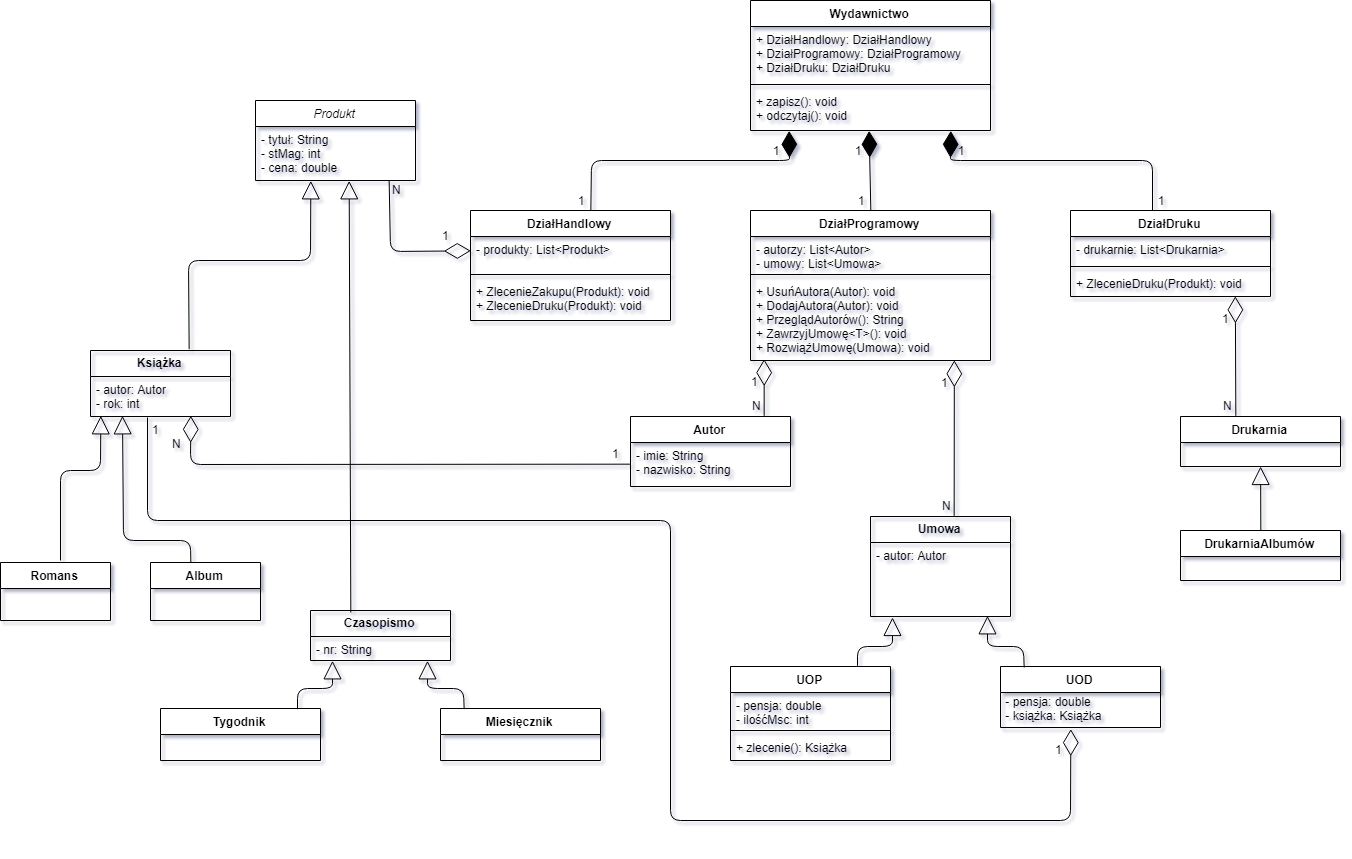 Wydawnictwo
+ DziałHandlowy: DziałHandlowy
+ DziałProgramowy: DziałProgramowy
+ DziałDruku: DziałDruku
+ zapisz(): void
+ odczytaj(): void
1
1
1
Produkt
- tytuł: String
- stMag: int
- cena: double
N
1
1
1
1
DziałHandlowy
- produkty: List<Produkt>
+ ZlecenieZakupu(Produkt): void
+ ZlecenieDruku(Produkt): void
DziałProgramowy
- autorzy: List<Autor>
- umowy: List<Umowa>
+ UsuńAutora(Autor): void
+ DodajAutora(Autor): void
+ PrzeglądAutorów(): String
+ ZawrzyjUmowę<T>(): void
+ RozwiążUmowę(Umowa): void
DziałDruku
- drukarnie: List<Drukarnia>
+ ZlecenieDruku(Produkt): void
1
1
1
N
N
N
Książka
- autor: Autor
- rok: int
1
N
1
Autor
- imie: String
- nazwisko: String
Drukarnia
DrukarniaAlbumów
Umowa
- autor: Autor
Romans
Album
Czasopismo
- nr: String
Tygodnik
Miesięcznik
UOP
- pensja: double
- ilośćMsc: int
+ zlecenie(): Książka
UOD
- pensja: double
- książka: Książka
1